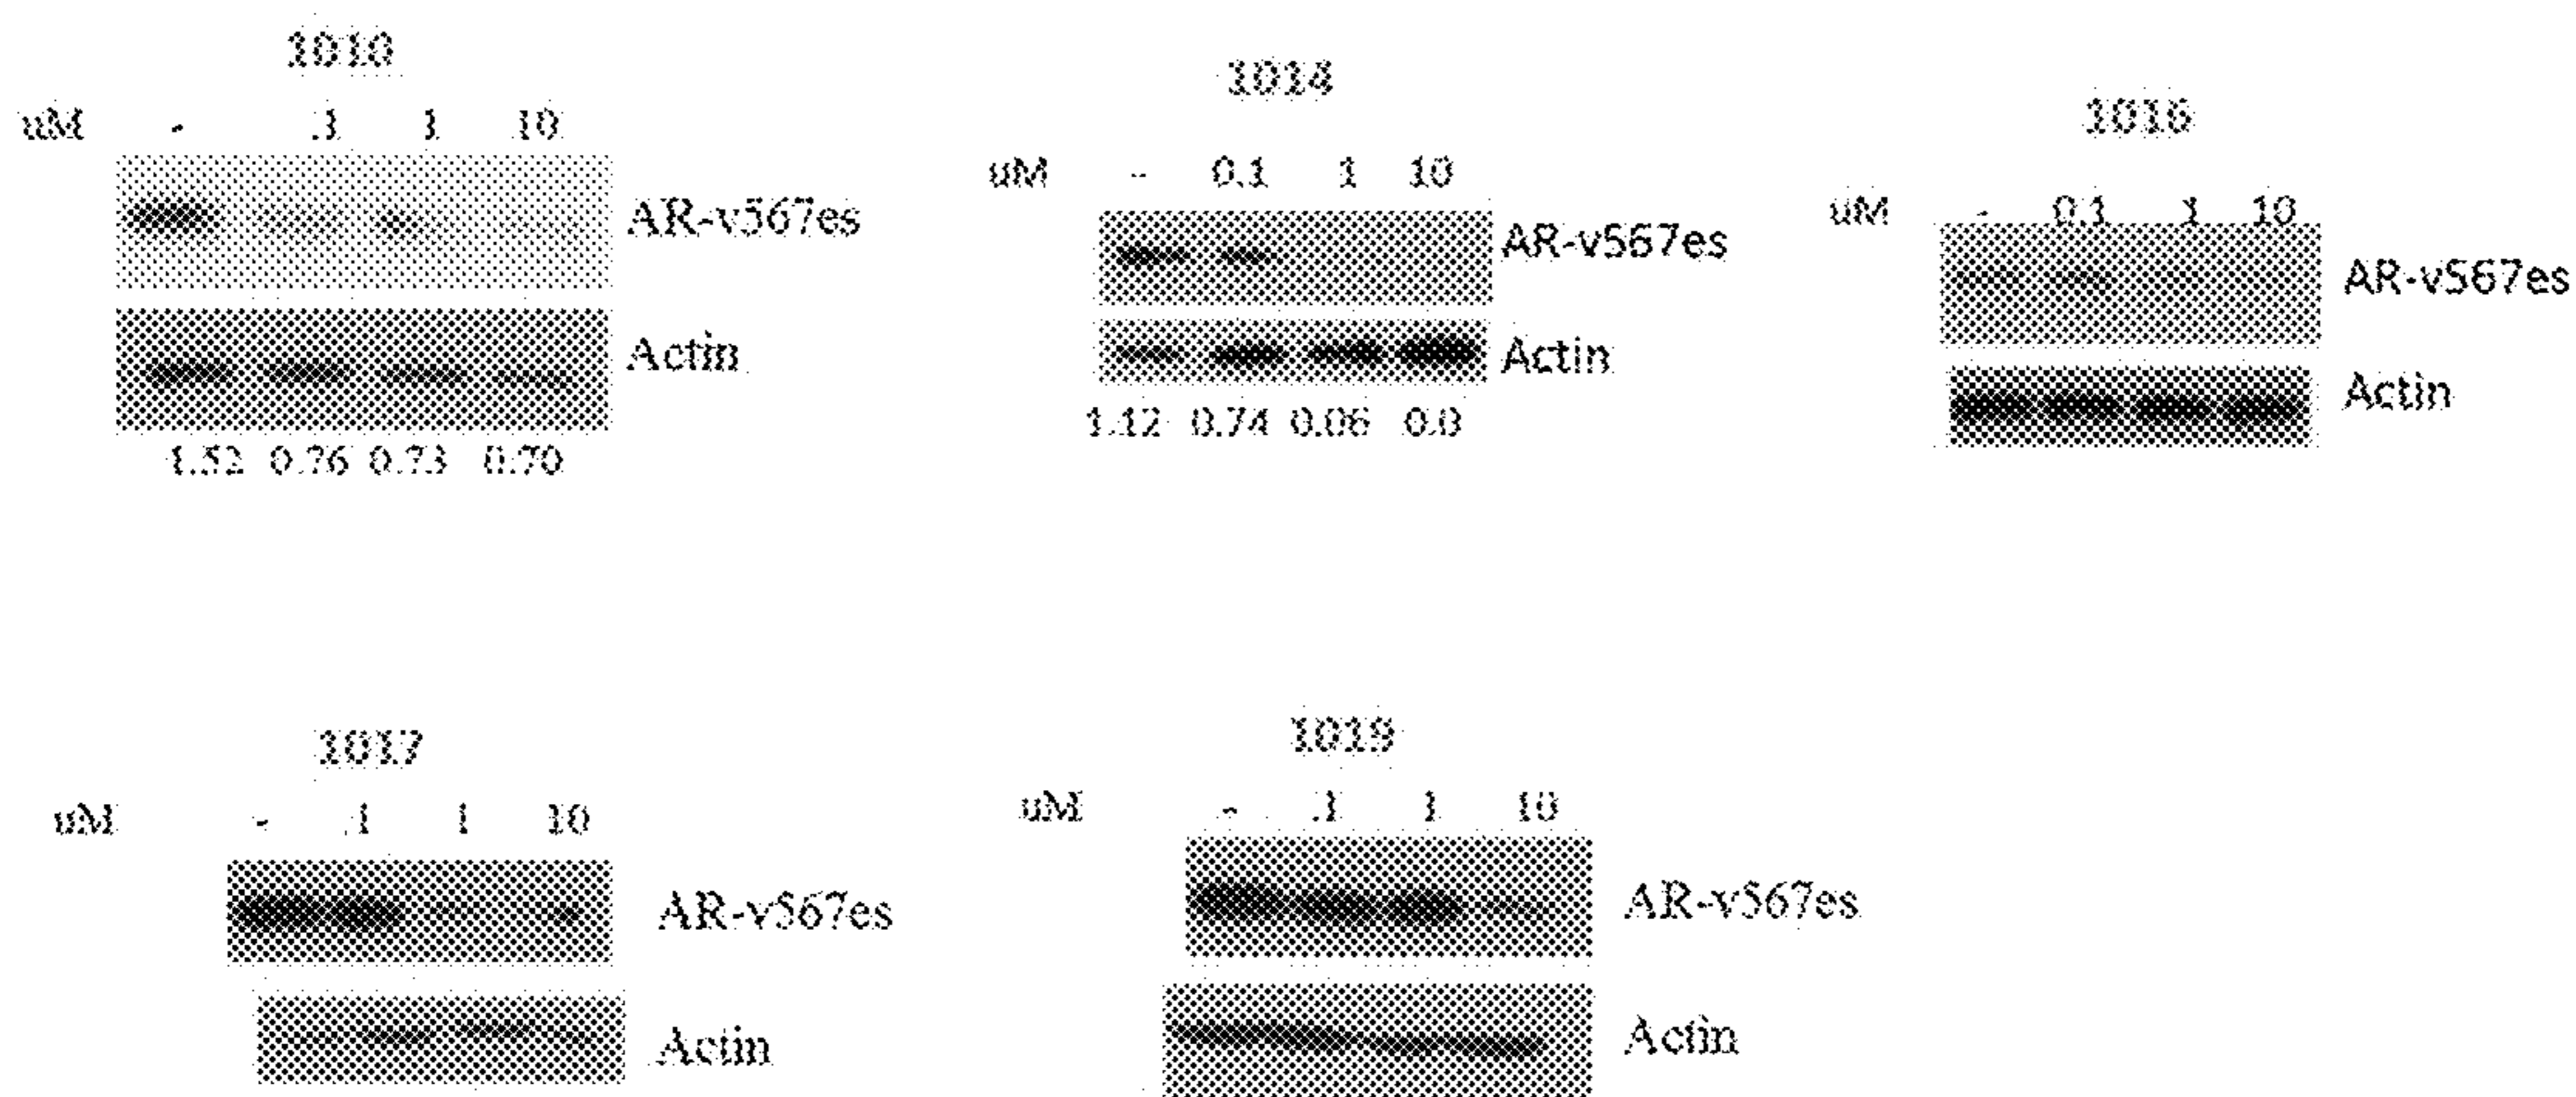 1010
uM - .1 1 10
AR-v567es
Actin
1.52 0.76 0.73 0.70
1014
uM - 0.1 1 10
AR-v567es
Actin
1.12 0.74 0.06 0.0
1016
uM - 0.1 1 10
AR-v567es
Actin
1017
uM - .1 1 10
AR-v567es
Actin
1019
uM - .1 1 10
AR-v567es
Actin